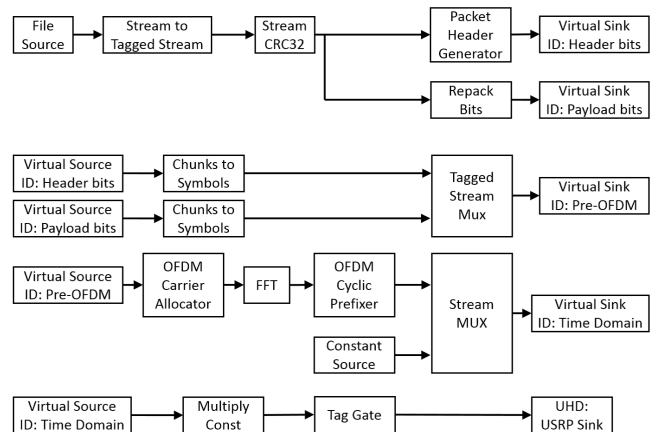 File
Source
Stream to
Tagged Stream
Stream
CRC32
Packet
Header
Generator
Virtual Sink
ID: Header bits
Repack
Bits
Virtual Sink
ID: Payload bits
Virtual Source
ID: Header bits
Chunks to
Symbols
Virtual Source
ID: Payload bits
Chunks to
Symbols
Tagged
Stream
Mux
Virtual Sink
ID: Pre-OFDM
Virtual Source
ID: Pre-OFDM
OFDM
Carrier
Allocator
FFT
OFDM
Cyclic
Prefixer
Constant
Source
Stream
MUX
Virtual Sink
ID: Time Domain
Virtual Source
ID: Time Domain
Multiply
Const
Tag Gate
UHD:
USRP Sink